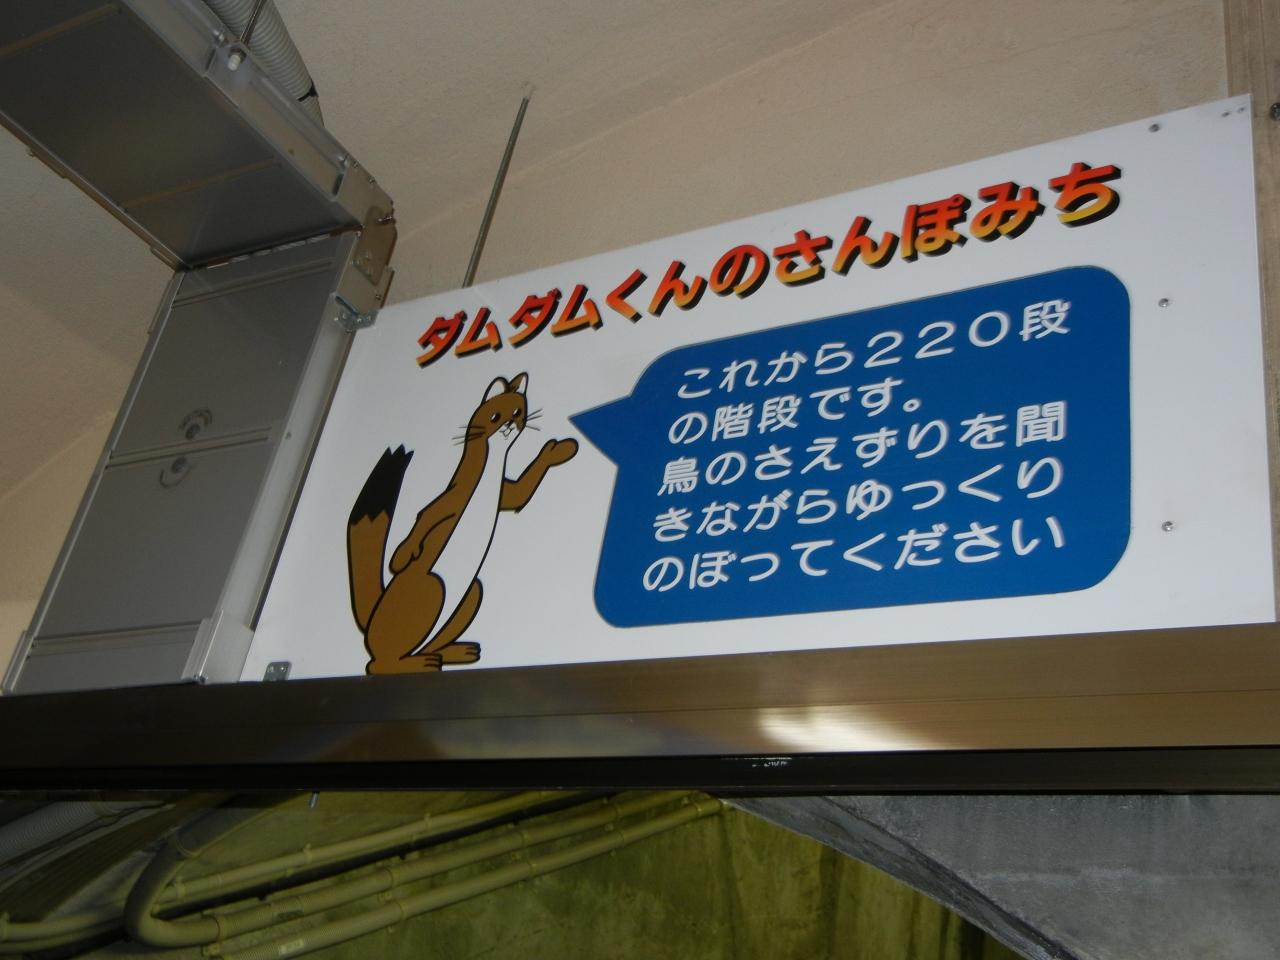 ダムダムくんのさんぽみち
これから２２０段
の階段です。
鳥のさえずりを聞
きながらゆっくり
のぼってください